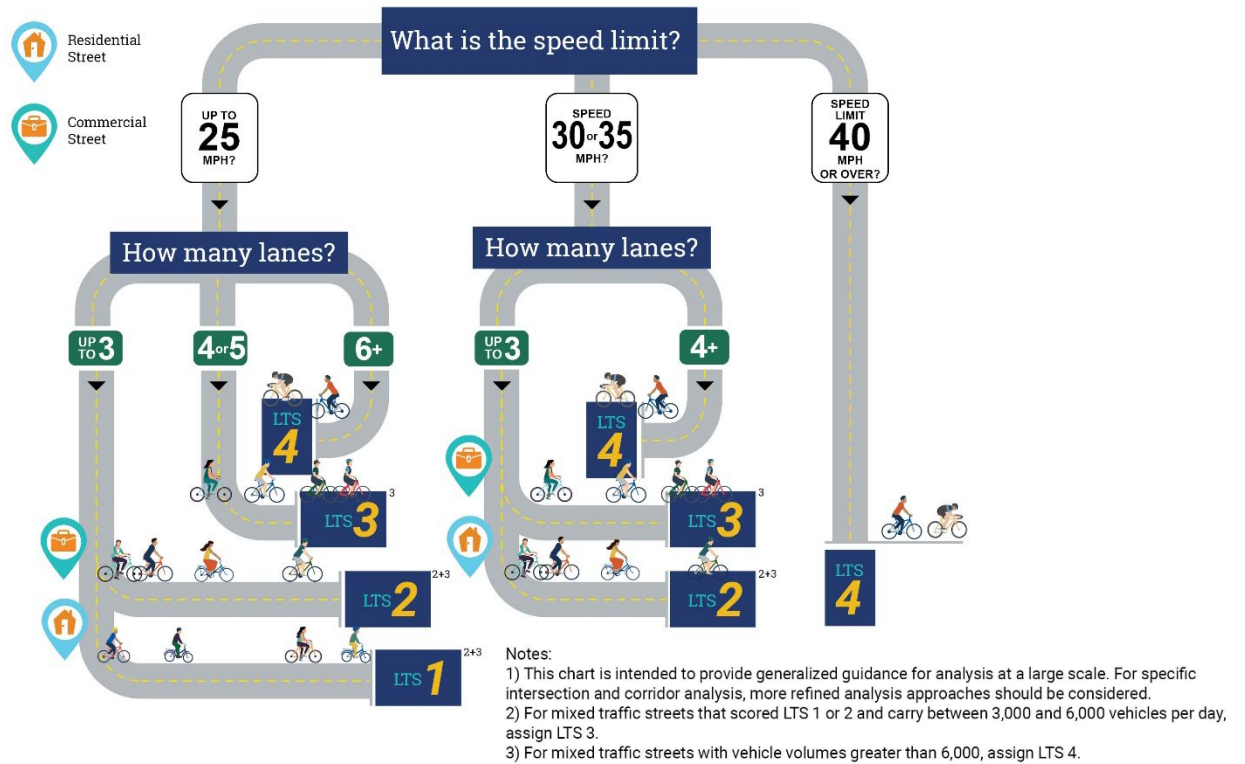 Residential
Street
Commercial
Street
What is the speed limit?
UP TO
25
MPH?
SPEED
30 or 35
MPH?
SPEED
LIMIT
40
MPH
OR OVER?
How many lanes?
How many lanes?
UP TO 3
4 or 5
6+
UP TO 3
4+
LTS
4
LTS
4
LTS 3 3
LTS 3 3
LTS 2 2+3
LTS 2 2+3
LTS
4
LTS 1 2+3
Notes:
1) This chart is intended to provide generalized guidance for analysis at a large scale. For specific
intersection and corridor analysis, more refined analysis approaches should be considered.
2) For mixed traffic streets that scored LTS 1 or 2 and carry between 3,000 and 6,000 vehicles per day,
assign LTS 3.
3) For mixed traffic streets with vehicle volumes greater than 6,000, assign LTS 4.